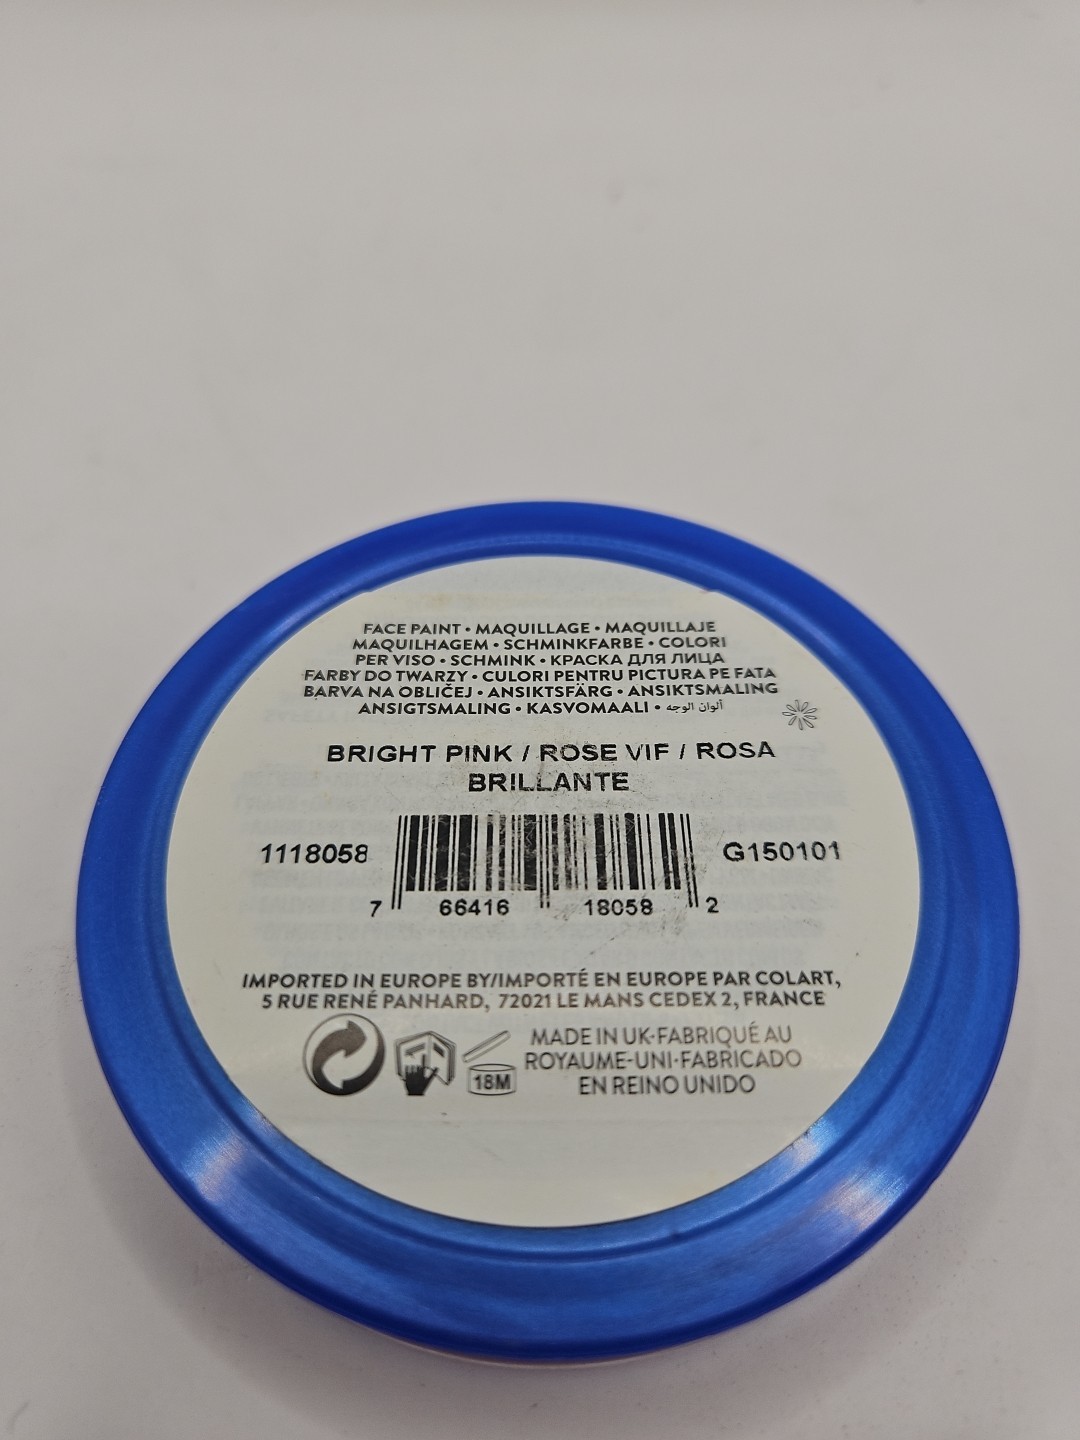 FACE PAINT • MAQUILLAGE • MAQUILLAJE
MAQUILHAGEM • SCHMINKFARBE • COLORI
PER VISO • SCHMINK • КРАСКА ДЛЯ ЛИЦА
FARBY DO TWARZY • CULORI PENTRU PICTURA PE FATA
BARVA NA OBLIČEJ • ANSIKTSFÄRG • ANSIKTSMALING
ANSIGTSMALING • KASVOMAALI • ألوان الوجه
BRIGHT PINK / ROSE VIF / ROSA
BRILLANTE
1118058
G150101
7 66416 18058 2
IMPORTED IN EUROPE BY/IMPORTÉ EN EUROPE PAR COLART,
5 RUE RENÉ PANHARD, 72021 LE MANS CEDEX 2, FRANCE
18M
MADE IN UK•FABRIQUÉ AU
ROYAUME-UNI•FABRICADO
EN REINO UNIDO